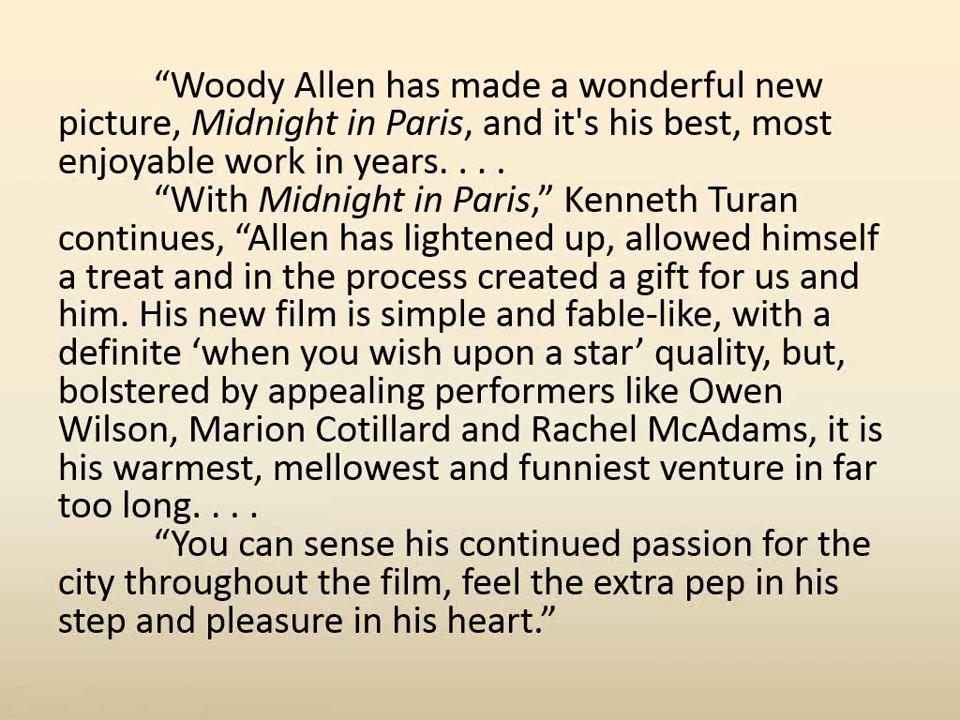 “Woody Allen has made a wonderful new
picture, Midnight in Paris, and it's his best, most
enjoyable work in years. . . .
“With Midnight in Paris,” Kenneth Turan
continues, “Allen has lightened up, allowed himself
a treat and in the process created a gift for us and
him. His new film is simple and fable-like, with a
definite ‘when you wish upon a star’ quality, but,
bolstered by appealing performers like Owen
Wilson, Marion Cotillard and Rachel McAdams, it is
his warmest, mellowest and funniest venture in far
too long. . . .
“You can sense his continued passion for the
city throughout the film, feel the extra pep in his
step and pleasure in his heart.”